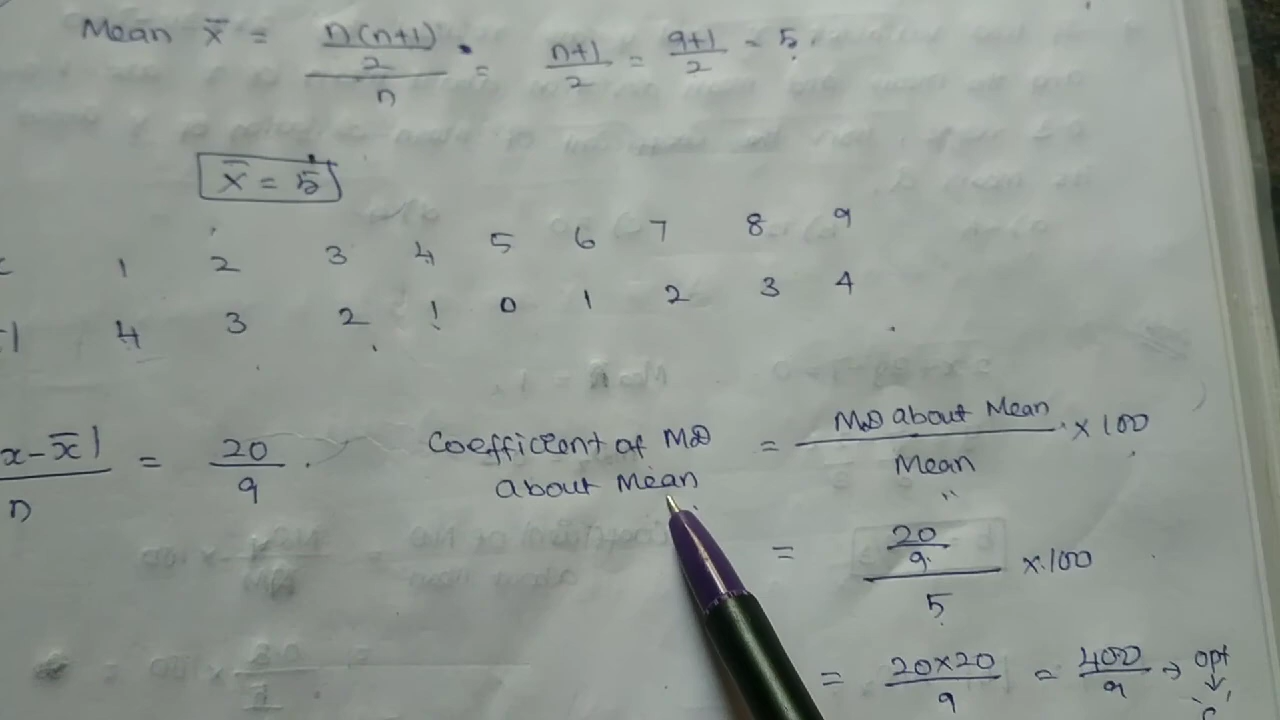 Mean x̄ = n(n+1)/2 / n = n+1/2 = 9+1/2 = 5.
x̄ = 5
1 2 3 4 5 6 7 8 9
4 3 2 1 0 1 2 3 4
x-x̄| / n = 20/9 . Coefficient of MD about Mean = MD about Mean / Mean × 100
= 20/9 / 5 × 100
= 20×20/9 = 400/9 → opt
↓